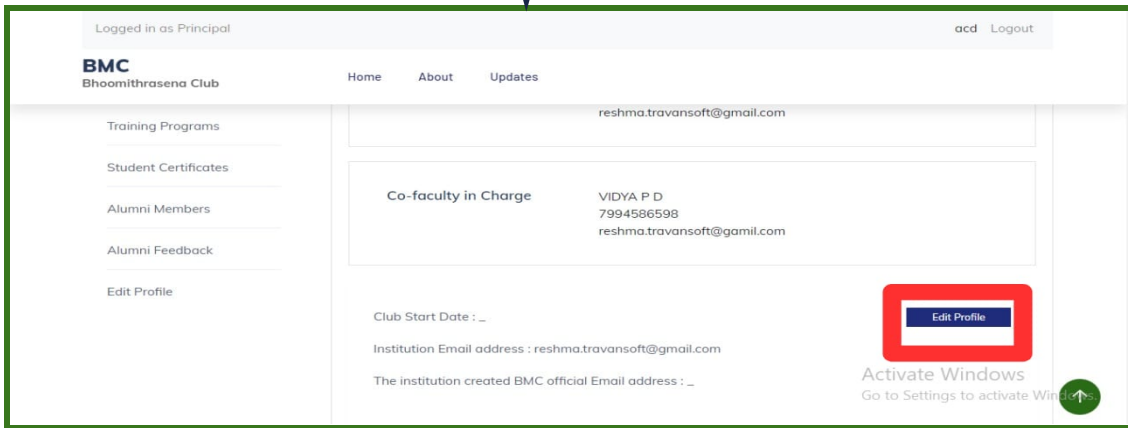 Logged in as Principal
acd Logout
BMC
Bhoomithrasena Club
Home About Updates
Training Programs
Student Certificates
Alumni Members
Alumni Feedback
Edit Profile
reshma.travansoft@gmail.com
Co-faculty in Charge
VIDYA P D
7994586598
reshma.travansoft@gamil.com
Club Start Date : _
Edit Profile
Institution Email address : reshma.travansoft@gmail.com
The institution created BMC official Email address : _
Activate Windows
Go to Settings to activate Windows.